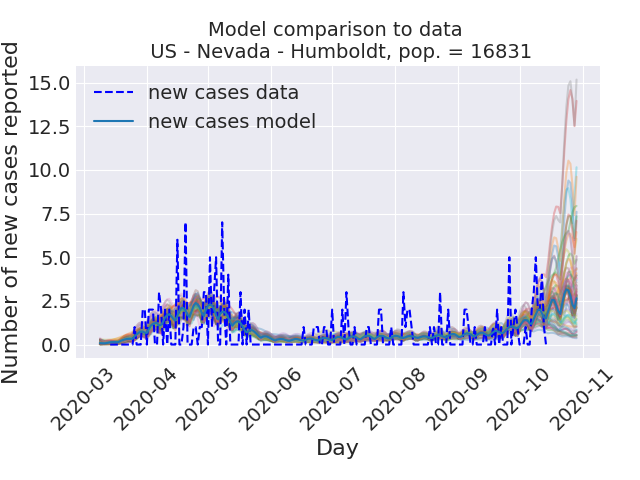 Model comparison to data
US - Nevada - Humboldt, pop. = 16831
Number of new cases reported
15.0
12.5
10.0
7.5
5.0
2.5
0.0
new cases data
new cases model
2020-03
2020-04
2020-05
2020-06
2020-07
2020-08
2020-09
2020-10
2020-11
Day